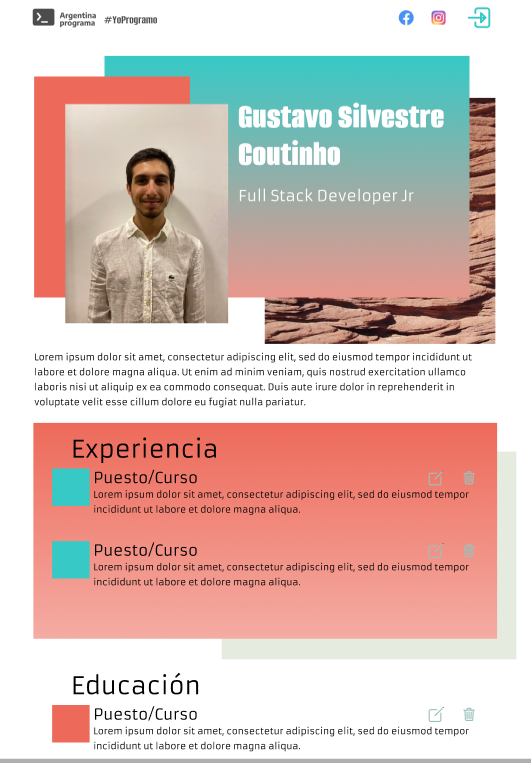 Argentina
programa
#YoProgramo
Gustavo Silvestre
Coutinho
Full Stack Developer Jr
Lorem ipsum dolor sit amet, consectetur adipiscing elit, sed do eiusmod tempor incididunt ut
labore et dolore magna aliqua. Ut enim ad minim veniam, quis nostrud exercitation ullamco
laboris nisi ut aliquip ex ea commodo consequat. Duis aute irure dolor in reprehenderit in
voluptate velit esse cillum dolore eu fugiat nulla pariatur.
Experiencia
Puesto/Curso
Lorem ipsum dolor sit amet, consectetur adipiscing elit, sed do eiusmod tempor
incididunt ut labore et dolore magna aliqua.
Puesto/Curso
Lorem ipsum dolor sit amet, consectetur adipiscing elit, sed do eiusmod tempor
incididunt ut labore et dolore magna aliqua.
Educación
Puesto/Curso
Lorem ipsum dolor sit amet, consectetur adipiscing elit, sed do eiusmod tempor
incididunt ut labore et dolore magna aliqua.